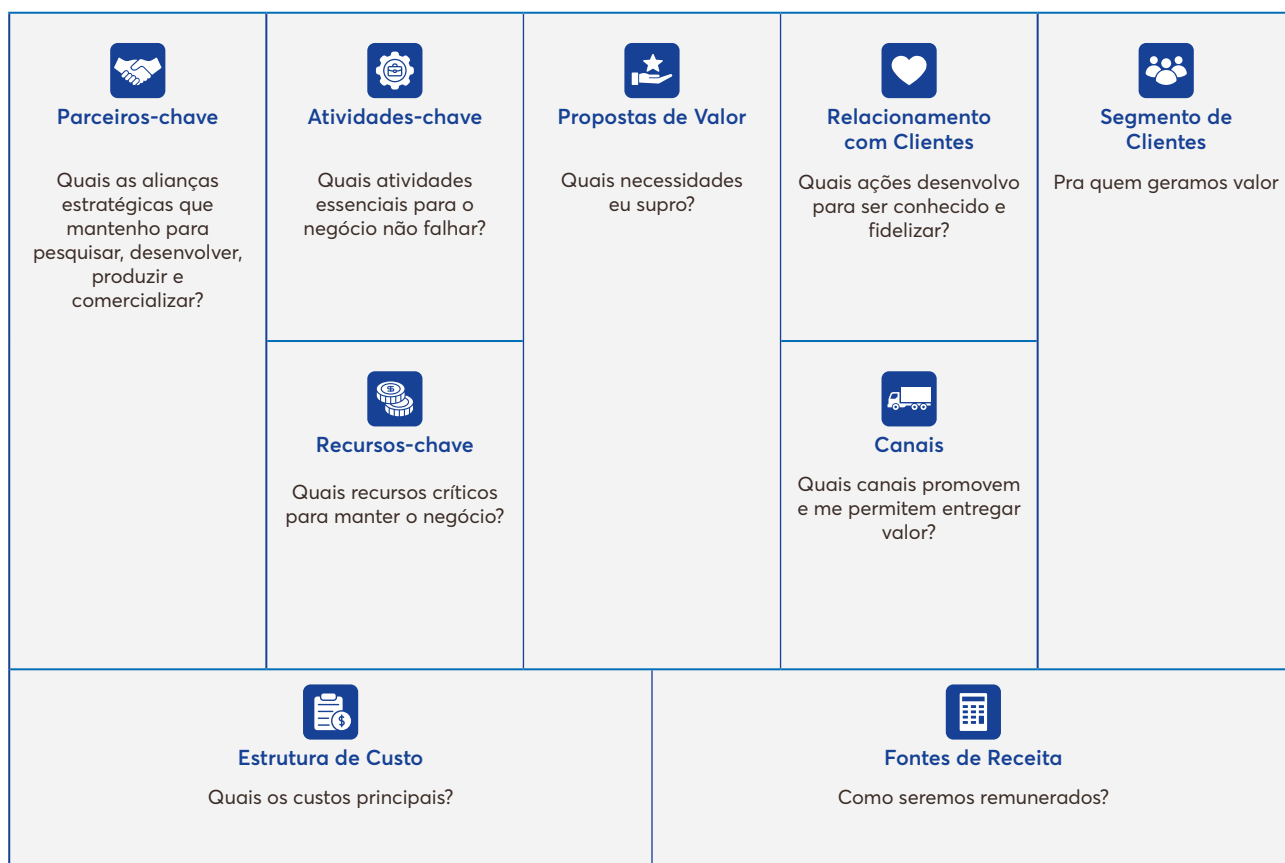 Parceiros-chave
Quais as alianças
estratégicas que
mantenho para
pesquisar, desenvolver,
produzir e
comercializar?
Atividades-chave
Quais atividades
essenciais para o
negócio não falhar?
Recursos-chave
Quais recursos críticos
para manter o negócio?
Propostas de Valor
Quais necessidades
eu supro?
Relacionamento
com Clientes
Quais ações desenvolvo
para ser conhecido e
fidelizar?
Canais
Quais canais promovem
e me permitem entregar
valor?
Segmento de
Clientes
Pra quem geramos valor
Estrutura de Custo
Quais os custos principais?
Fontes de Receita
Como seremos remunerados?